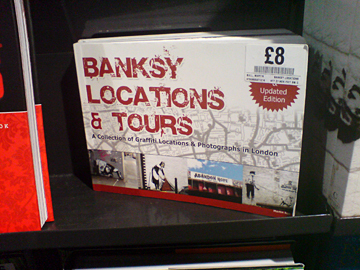 £8
BANKSY
LOCATIONS
& TOURS
Updated
Edition
A Collection of Graffiti Locations & Photographs in London